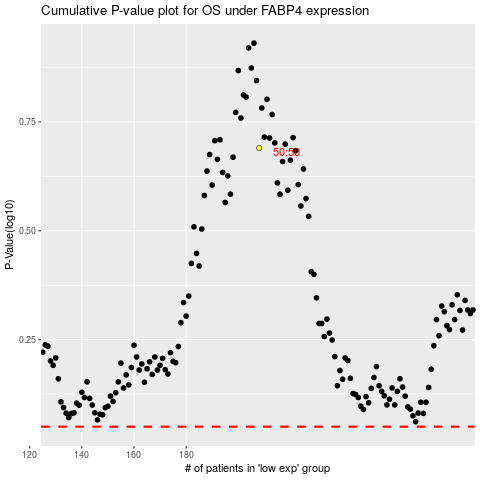 Cumulative P-value plot for OS under FABP4 expression
P-Value(log10)
0.75
0.50
0.25
50:50
120
140
160
180
# of patients in 'low exp' group